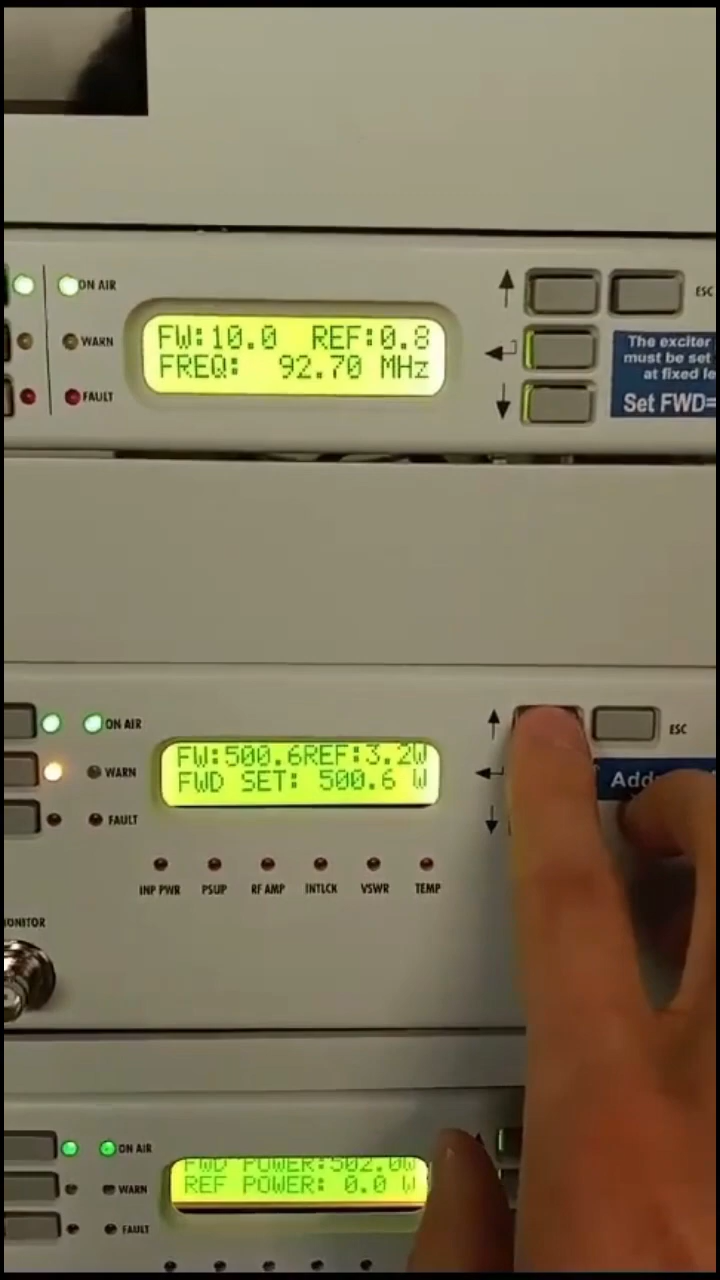 ON AIR
WARN
FAULT
FW:10.0 REF:0.8
FREQ: 92.70 MHz
ESC
The exciter
must be set
at fixed le
Set FWD=
ON AIR
WARN
FAULT
FW:500.6REF:3.2W
FWD SET: 500.6 W
ESC
INP PWR PSUP RF AMP INTLCK VSWR TEMP
MONITOR
ON AIR
WARN
FAULT
FWD POWER:502.0W
REF POWER: 0.0 W